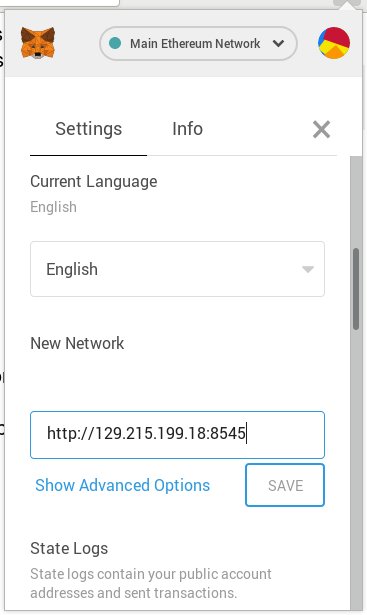 Main Ethereum Network
Settings
Info
Current Language
English
English
New Network
http://129.215.199.18:8545
Show Advanced Options
SAVE
State Logs
State logs contain your public account
addresses and sent transactions.